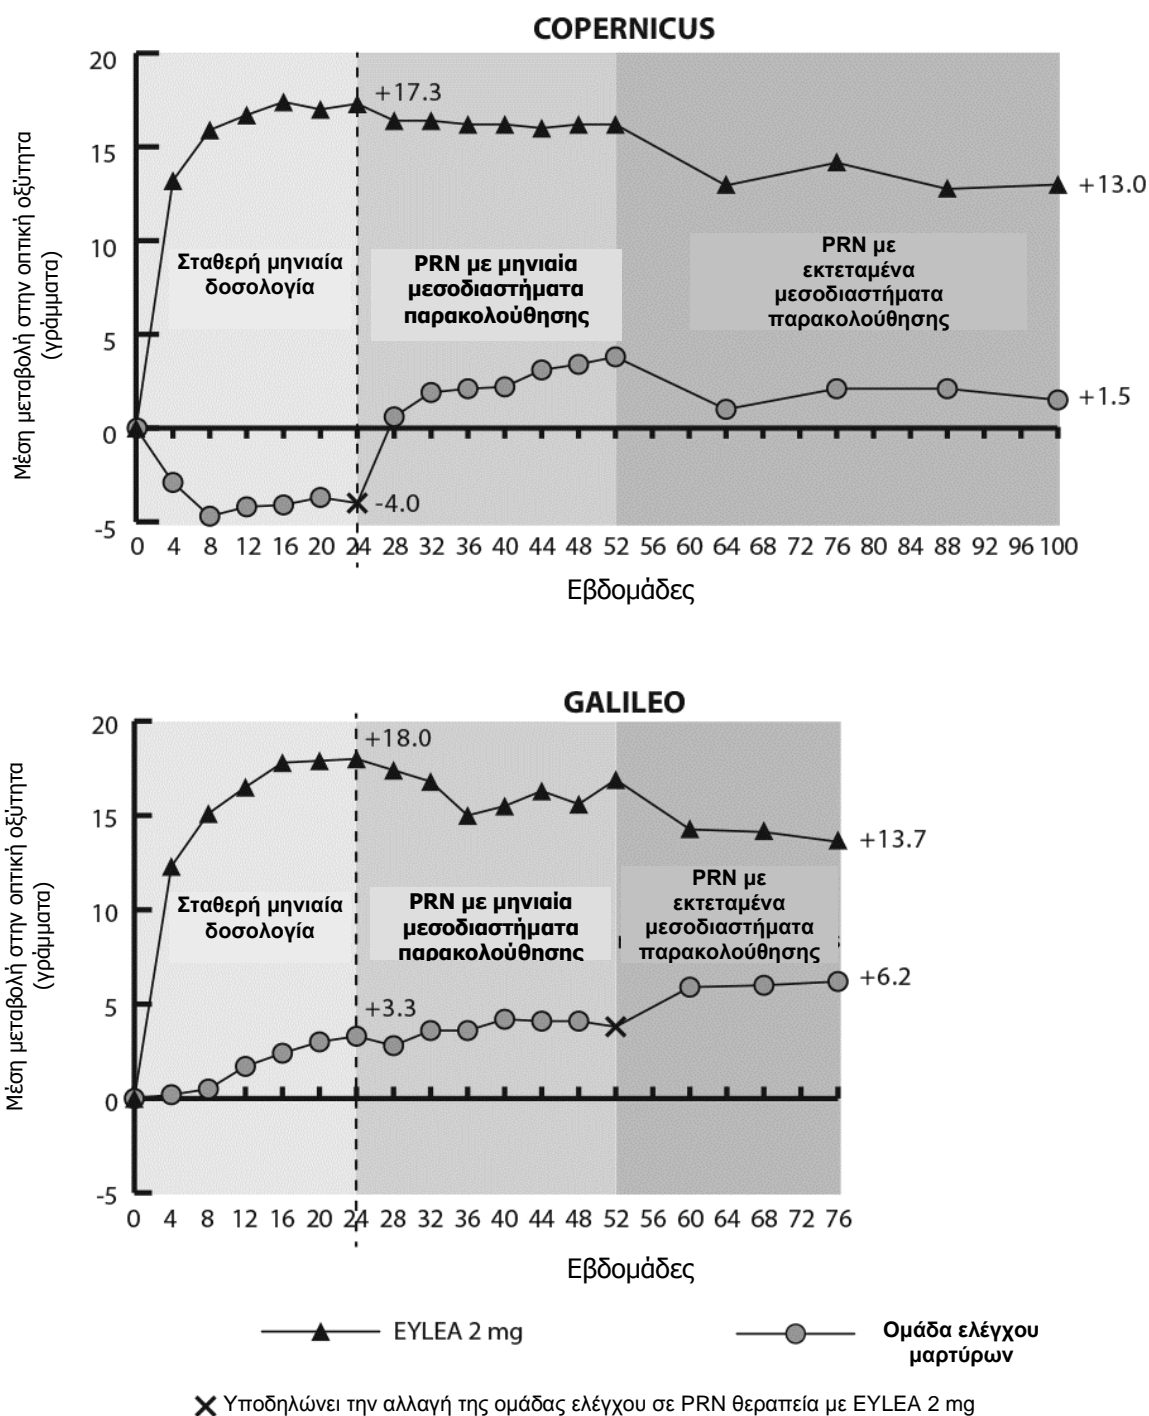 COPERNICUS
Μέση μεταβολή στην οπτική οξύτητα
(γράμματα)
20
15
10
5
0
-5
+17.3
+13.0
Σταθερή μηνιαία
δοσολογία
PRN με μηνιαία
μεσοδιαστήματα
παρακολούθησης
PRN με
εκτεταμένα
μεσοδιαστήματα
παρακολούθησης
+1.5
-4.0
0 4 8 12 16 20 24 28 32 36 40 44 48 52 56 60 64 68 72 76 80 84 88 92 96 100
Εβδομάδες
GALILEO
Μέση μεταβολή στην οπτική οξύτητα
(γράμματα)
20
15
10
5
0
-5
+18.0
+13.7
Σταθερή μηνιαία
δοσολογία
PRN με μηνιαία
μεσοδιαστήματα
παρακολούθησης
PRN με
εκτεταμένα
μεσοδιαστήματα
παρακολούθησης
+3.3
+6.2
0 4 8 12 16 20 24 28 32 36 40 44 48 52 56 60 64 68 72 76
Εβδομάδες
EYLEA 2 mg
Ομάδα ελέγχου
μαρτύρων
Υποδηλώνει την αλλαγή της ομάδας ελέγχου σε PRN θεραπεία με EYLEA 2 mg